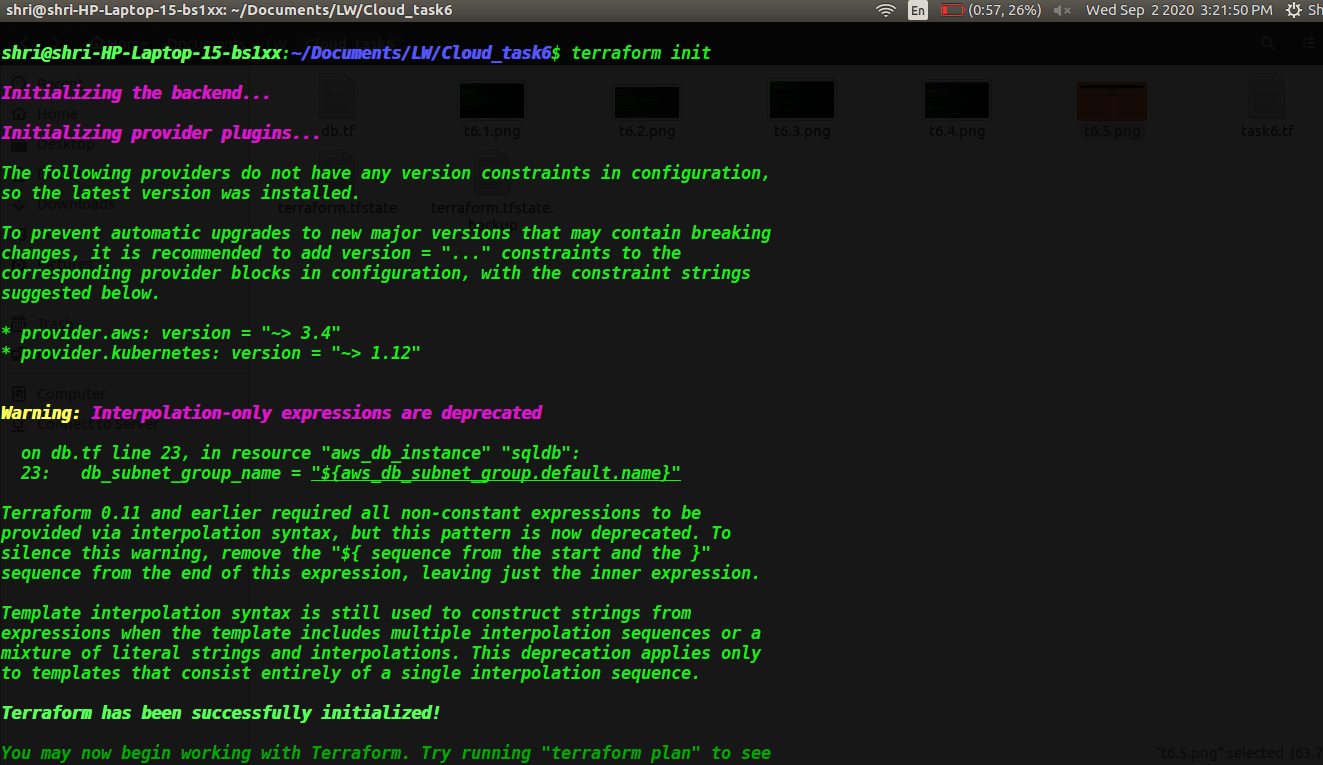 shri@shri-HP-Laptop-15-bs1xx: ~/Documents/LW/Cloud_task6 En (0:57, 26%) Wed Sep 2 2020 3:21:50 PM Sh
shri@shri-HP-Laptop-15-bs1xx:~/Documents/LW/Cloud_task6$ terraform init
Initializing the backend...
Home
Initializing provider plugins...
db.tf t6.1.png t6.2.png t6.3.png t6.4.png t6.5.png task6.tf
Desktop
The following providers do not have any version constraints in configuration,
so the latest version was installed.
Downloads
terraform.tfstate terraform.tfstate.
backup
To prevent automatic upgrades to new major versions that may contain breaking
changes, it is recommended to add version = "..." constraints to the
corresponding provider blocks in configuration, with the constraint strings
suggested below.
Trash
* provider.aws: version = "~> 3.4"
* provider.kubernetes: version = "~> 1.12"
Computer
Warning: Interpolation-only expressions are deprecated
Connect to Server
on db.tf line 23, in resource "aws_db_instance" "sqldb":
23: db_subnet_group_name = "${aws_db_subnet_group.default.name}"
Terraform 0.11 and earlier required all non-constant expressions to be
provided via interpolation syntax, but this pattern is now deprecated. To
silence this warning, remove the "${ sequence from the start and the }"
sequence from the end of this expression, leaving just the inner expression.
Template interpolation syntax is still used to construct strings from
expressions when the template includes multiple interpolation sequences or a
mixture of literal strings and interpolations. This deprecation applies only
to templates that consist entirely of a single interpolation sequence.
Terraform has been successfully initialized!
You may now begin working with Terraform. Try running "terraform plan" to see
"t6.5.png" selected (63.7